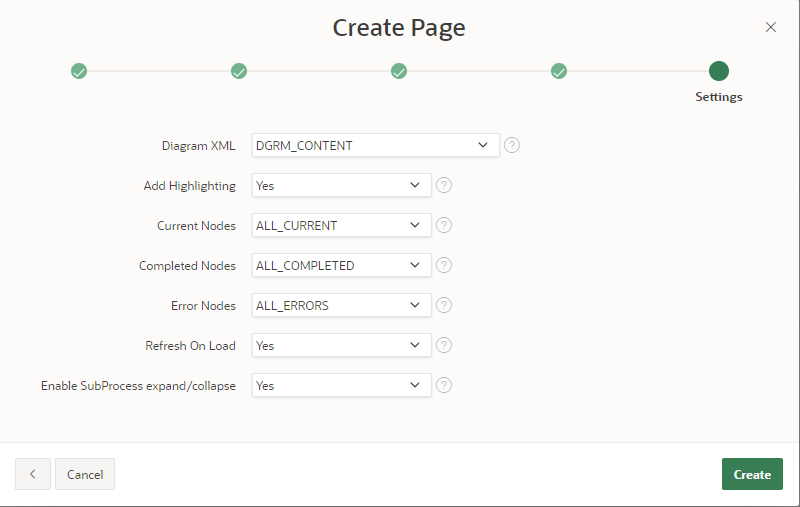 Create Page
Settings
Diagram XML DGRM_CONTENT ?
Add Highlighting Yes ?
Current Nodes ALL_CURRENT ?
Completed Nodes ALL_COMPLETED ?
Error Nodes ALL_ERRORS ?
Refresh On Load Yes ?
Enable SubProcess expand/collapse Yes ?
Cancel Create